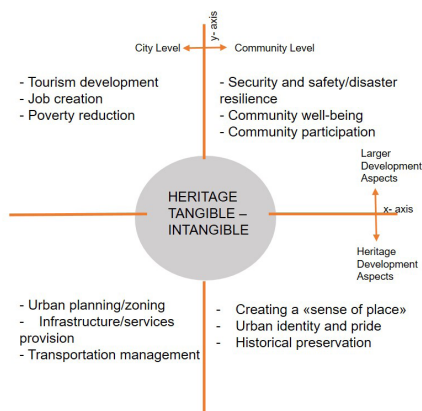 y- axis
City Level
Community Level
- Tourism development
- Job creation
- Poverty reduction
- Security and safety/disaster
resilience
- Community well-being
- Community participation
Larger
Development
Aspects
HERITAGE
TANGIBLE –
INTANGIBLE
x- axis
Heritage
Development
Aspects
- Urban planning/zoning
- Infrastructure/services
provision
- Transportation management
- Creating a «sense of place»
- Urban identity and pride
- Historical preservation